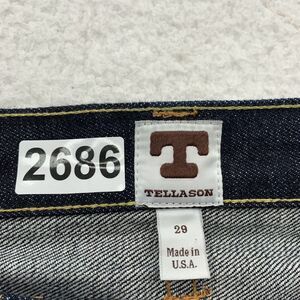 2686
T
TELLASON
29
Made in
U.S.A.